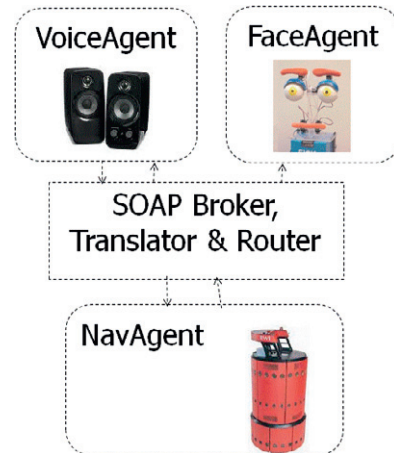 VoiceAgent
FaceAgent
SOAP Broker,
Translator & Router
NavAgent